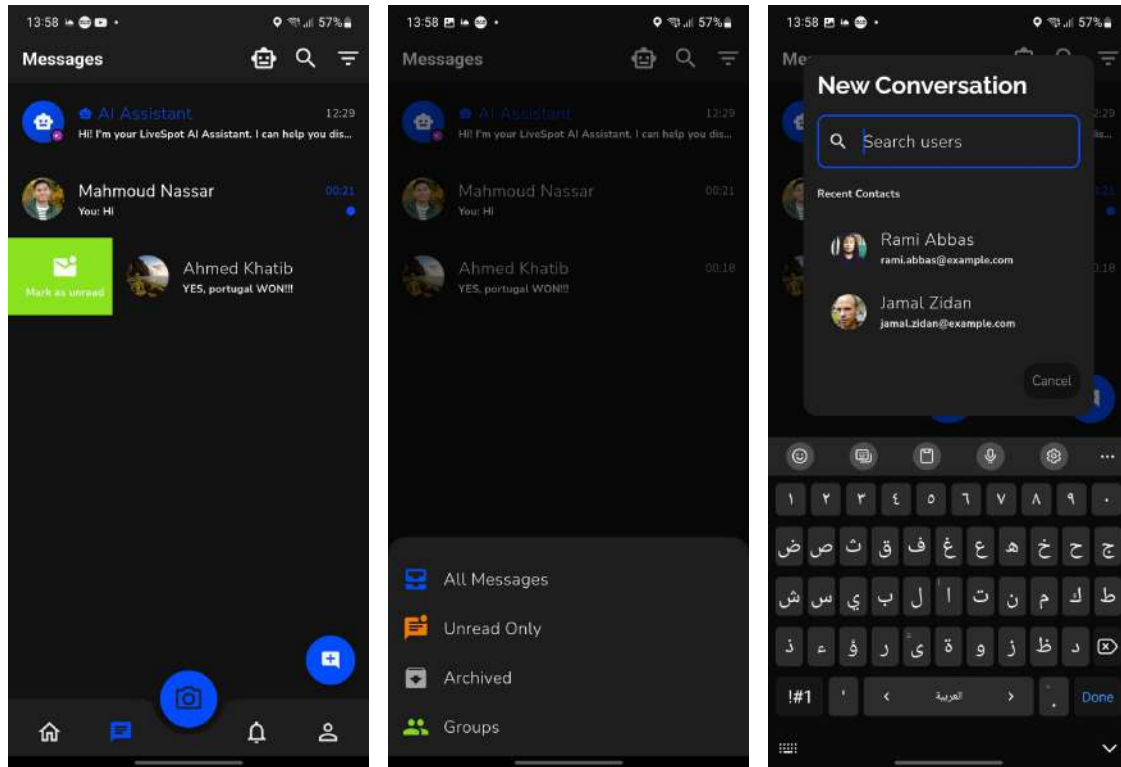 13:58
57%
Messages
AI Assistant
12:29
Hi! I'm your LiveSpot AI Assistant. I can help you dis...
Mahmoud Nassar
00:21
You: Hi
Mark as unread
Ahmed Khatib
YES, portugal WON!!!
13:58
57%
Messages
AI Assistant
12:29
Hi! I'm your LiveSpot AI Assistant. I can help you dis...
Mahmoud Nassar
00:21
You: Hi
Ahmed Khatib
00:18
YES, portugal WON!!!
All Messages
Unread Only
Archived
Groups
13:58
57%
Me
New Conversation
Search users
Recent Contacts
Rami Abbas
rami.abbas@example.com
Jamal Zidan
jamal.zidan@example.com
Cancel
١ ٢ ٣ ٤ ٥ ٦ ٧ ٨ ٩ ٠
ض ص ث ق ف غ ع ه خ ح ج
ش س ي ب ل ا ت ن م ك ط
ذ ء ؤ ر ى ة و ز ظ د
!#1 ' < العربية > . Done